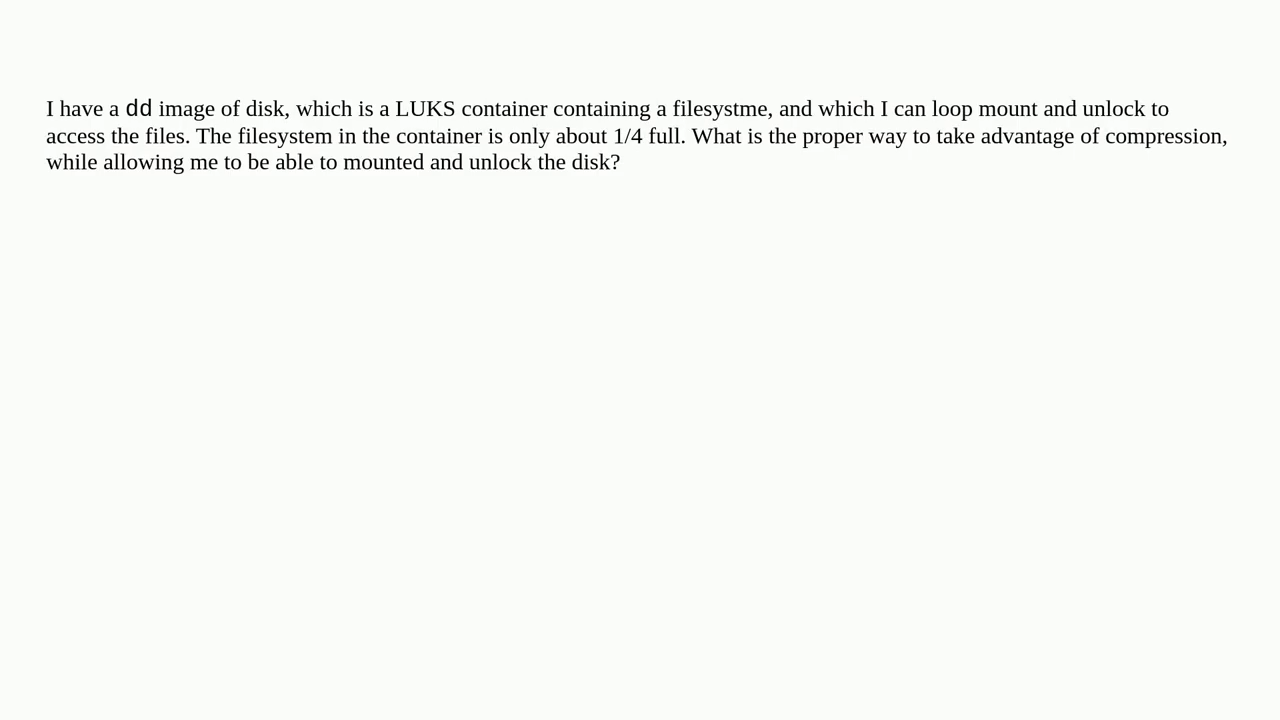 I have a dd image of disk, which is a LUKS container containing a filesystme, and which I can loop mount and unlock to
access the files. The filesystem in the container is only about 1/4 full. What is the proper way to take advantage of compression,
while allowing me to be able to mounted and unlock the disk?